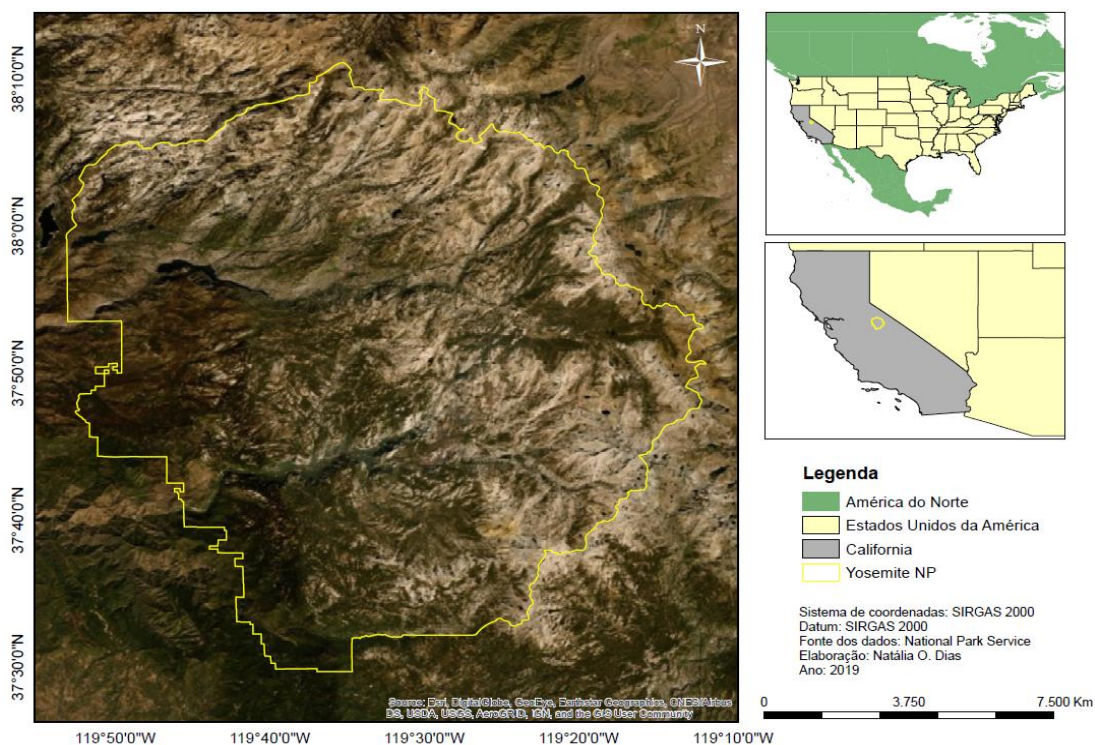 N
38°10'0"N
38°0'0"N
37°50'0"N
37°40'0"N
37°30'0"N
119°50'0"W
119°40'0"W
119°30'0"W
119°20'0"W
119°10'0"W
Source: Esri, DigitalGlobe, GeoEye, Earthstar Geographics, CNES/Airbus
DS, USDA, USGS, AeroGRID, IGN, and the GIS User Community
Legenda
América do Norte
Estados Unidos da América
California
Yosemite NP
Sistema de coordenadas: SIRGAS 2000
Datum: SIRGAS 2000
Fonte dos dados: National Park Service
Elaboração: Natália O. Dias
Ano: 2019
0 3.750 7.500 Km